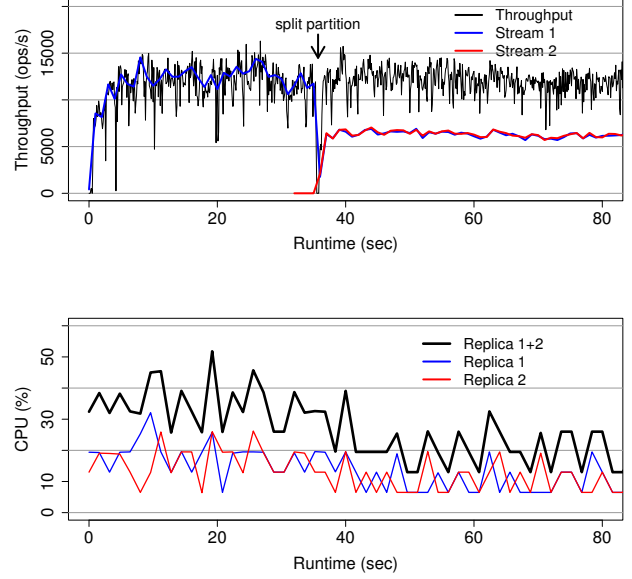 split partition
Throughput
Stream 1
Stream 2
Throughput (ops/s)
15000
5000
0
0
20
40
60
80
Runtime (sec)
Replica 1+2
Replica 1
Replica 2
CPU (%)
50
30
10
0
0
20
40
60
80
Runtime (sec)